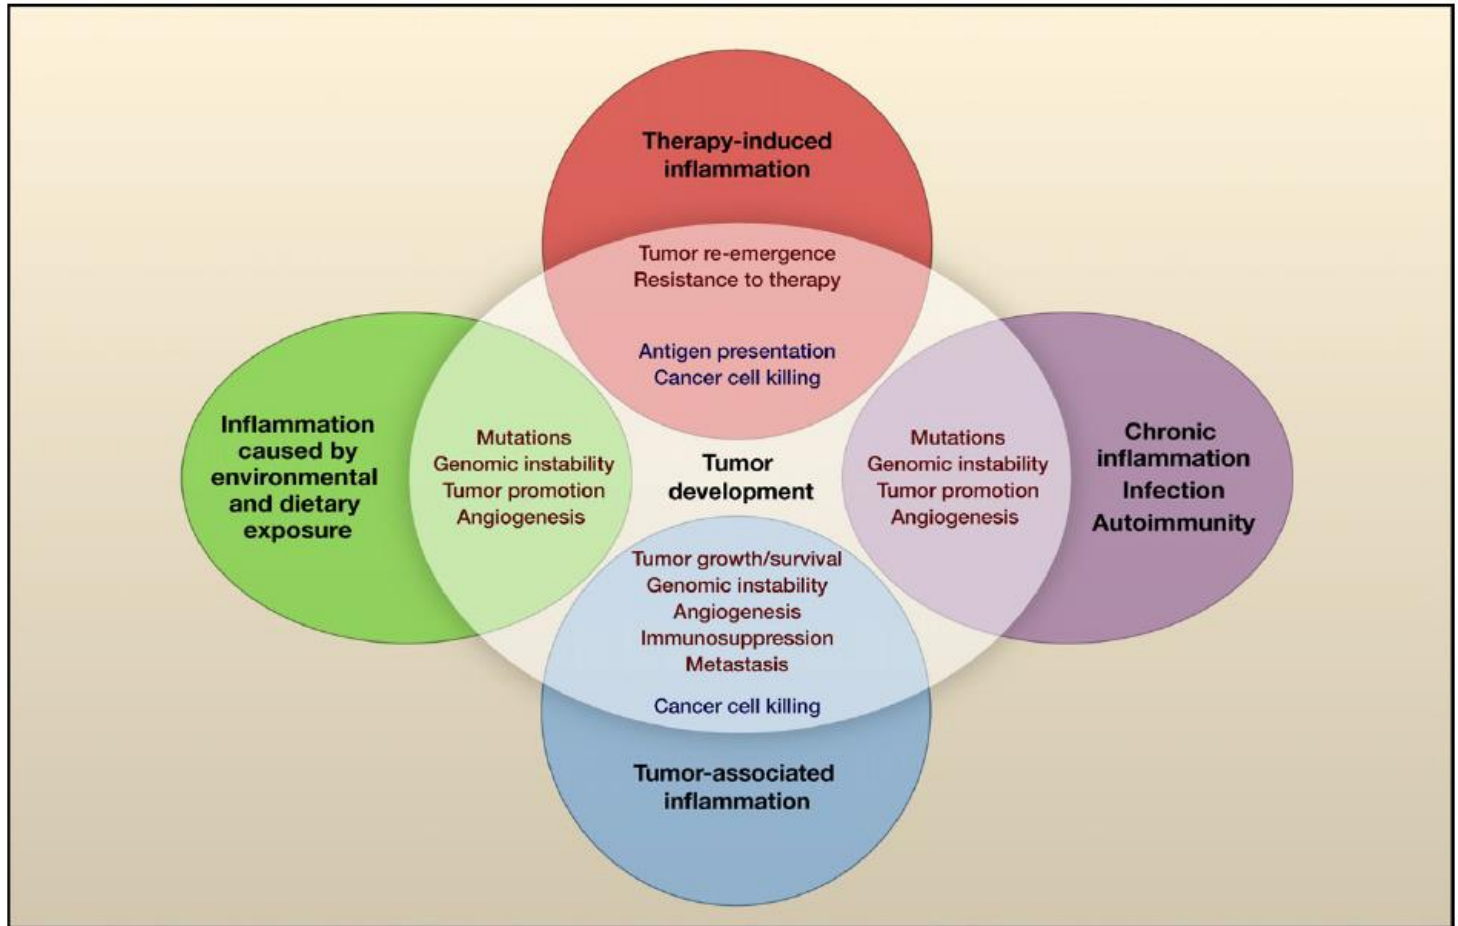 Therapy-induced
inflammation
Tumor re-emergence
Resistance to therapy
Antigen presentation
Cancer cell killing
Inflammation
caused by
environmental
and dietary
exposure
Mutations
Genomic instability
Tumor promotion
Angiogenesis
Tumor
development
Mutations
Genomic instability
Tumor promotion
Angiogenesis
Chronic
inflammation
Infection
Autoimmunity
Tumor growth/survival
Genomic instability
Angiogenesis
Immunosuppression
Metastasis
Cancer cell killing
Tumor-associated
inflammation